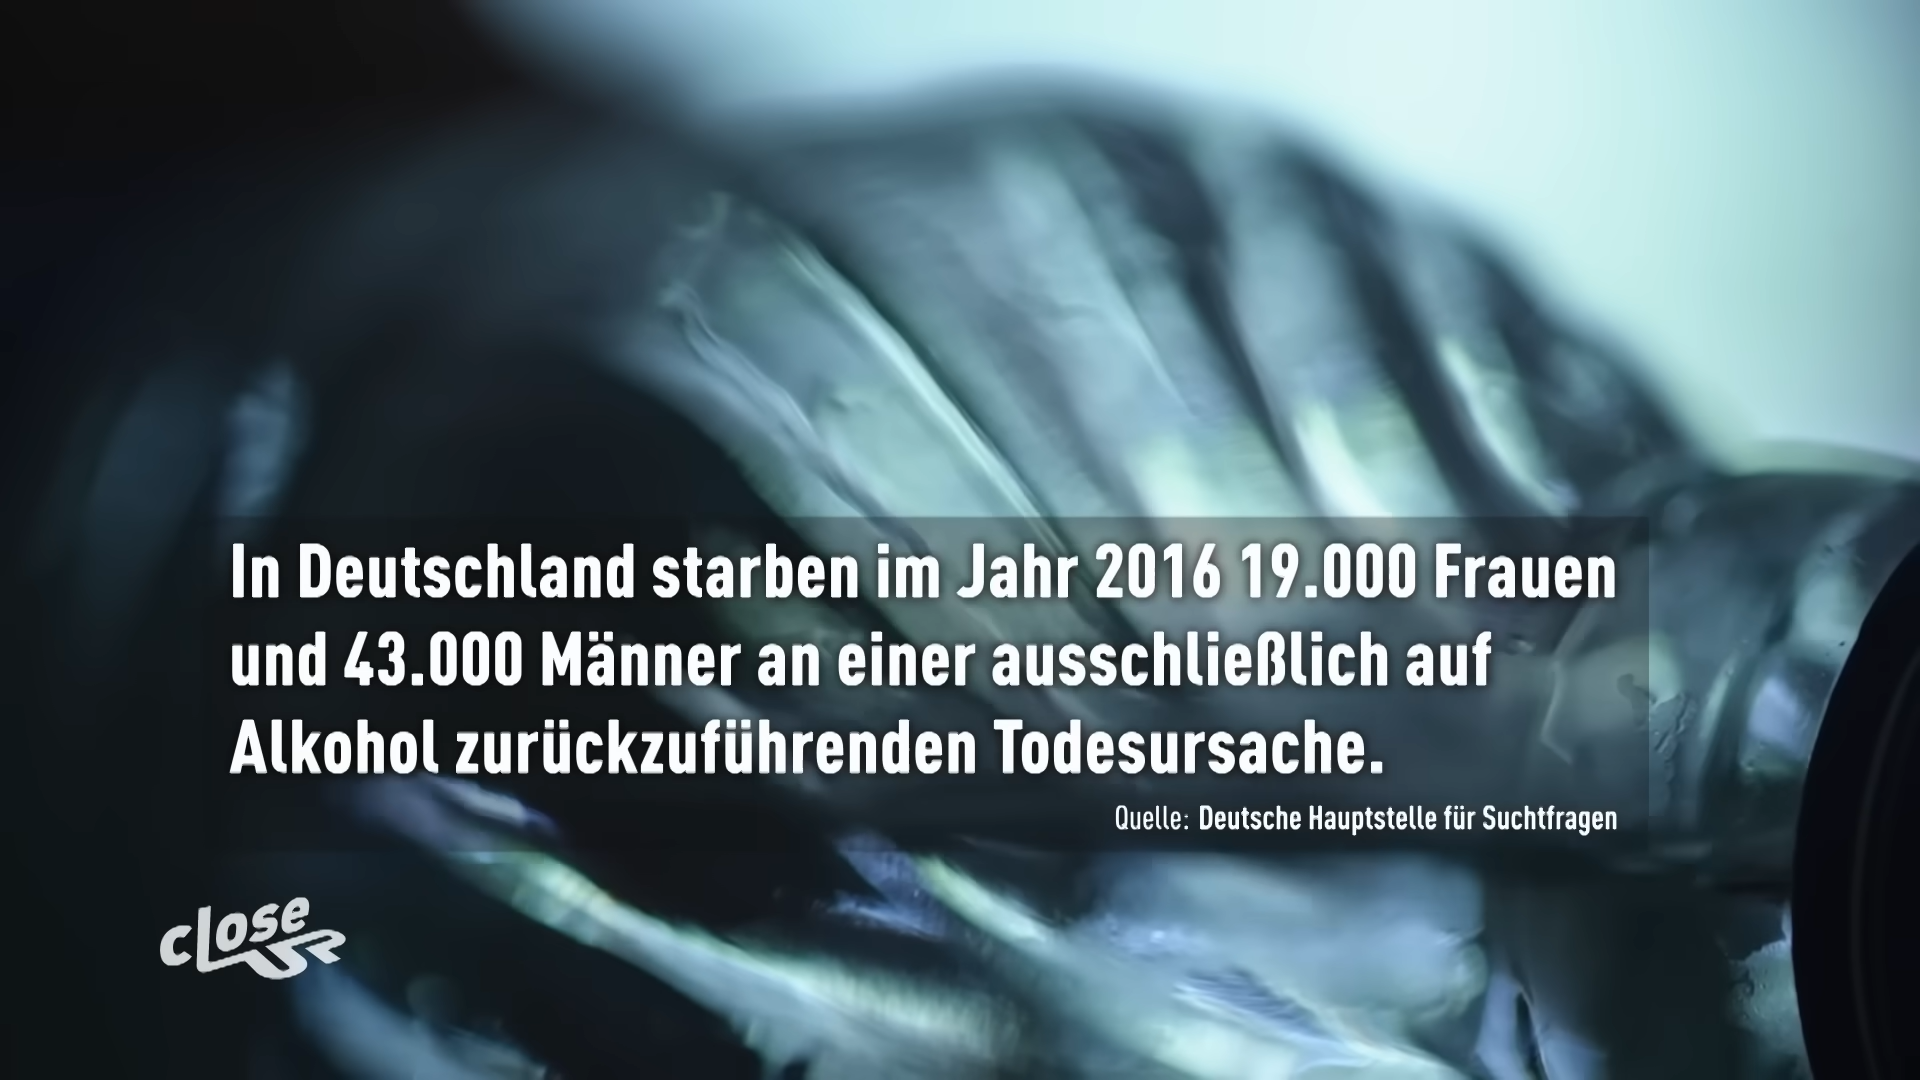 In Deutschland starben im Jahr 2016 19.000 Frauen
und 43.000 Männer an einer ausschließlich auf
Alkohol zurückzuführenden Todesursache.
Quelle: Deutsche Hauptstelle für Suchtfragen
close
UP